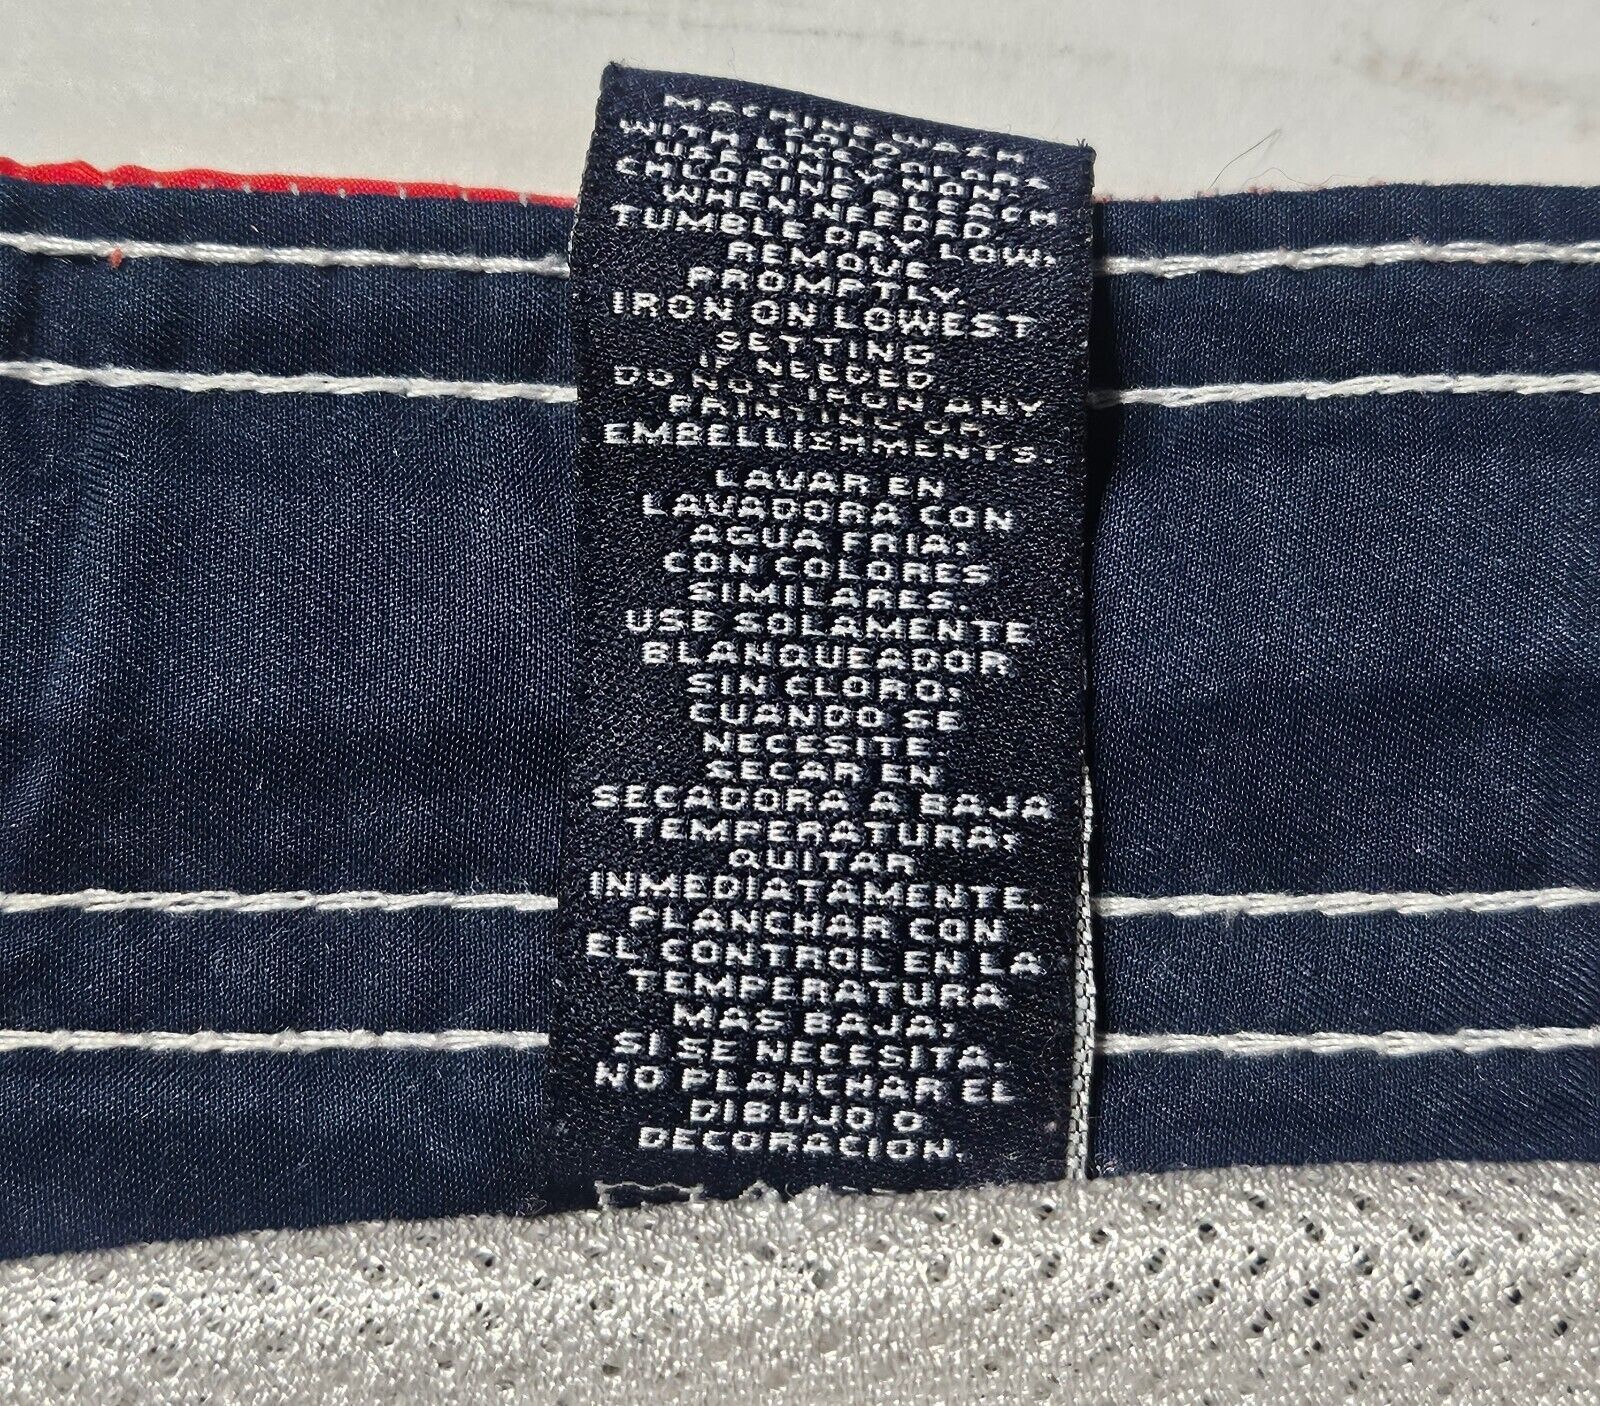 MACHINE WASH
WITH LIKE COLORS
USE ONLY NON
CHLORINE BLEACH
WHEN NEEDED.
TUMBLE DRY LOW;
REMOVE
PROMPTLY.
IRON ON LOWEST
SETTING
IF NEEDED.
DO NOT IRON ANY
PRINTING OR
EMBELLISHMENTS.
LAVAR EN
LAVADORA CON
AGUA FRIA;
CON COLORES
SIMILARES.
USE SOLAMENTE
BLANQUEADOR
SIN CLORO;
CUANDO SE
NECESITE.
SECAR EN
SECADORA A BAJA
TEMPERATURA;
QUITAR
INMEDIATAMENTE.
PLANCHAR CON
EL CONTROL EN LA
TEMPERATURA
MAS BAJA;
SI SE NECESITA.
NO PLANCHAR EL
DIBUJO O
DECORACION.